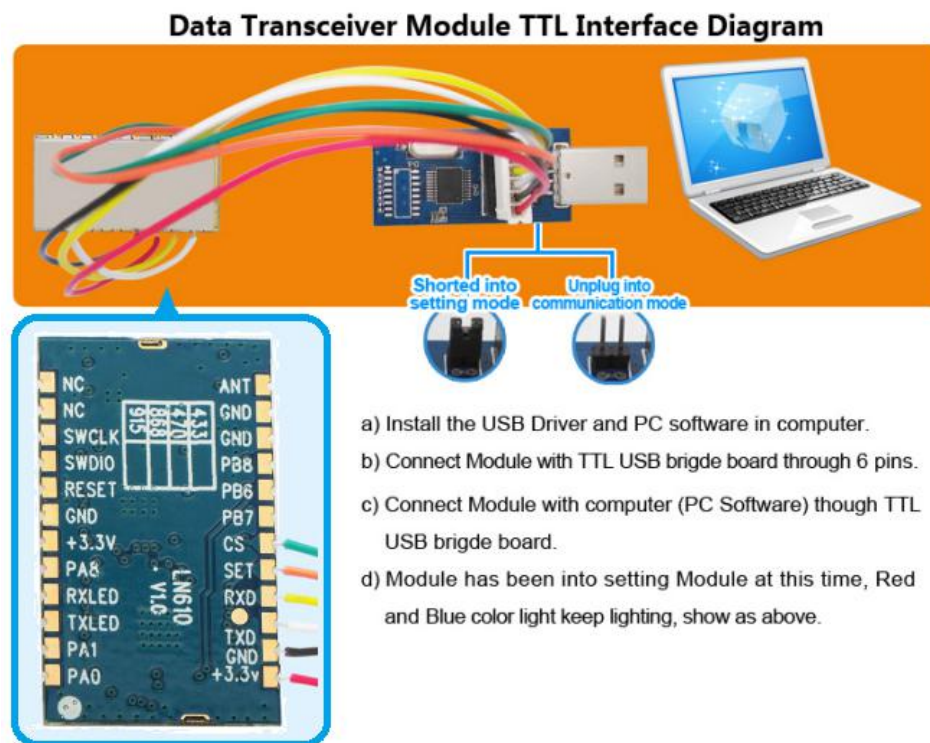 Data Transceiver Module TTL Interface Diagram
Shorted into
setting mode
Unplug into
communication mode
NC
NC
SWCLK
SWDIO
RESET
GND
+3.3V
PA8
RXLED
TXLED
PA1
PA0
433
470
868
915
LN610
V1.0
ANT
GND
GND
PB8
PB6
PB7
CS
SET
RXD
TXD
GND
+3.3v
a) Install the USB Driver and PC software in computer.
b) Connect Module with TTL USB brigde board through 6 pins.
c) Connect Module with computer (PC Software) though TTL
USB brigde board.
d) Module has been into setting Module at this time, Red
and Blue color light keep lighting, show as above.